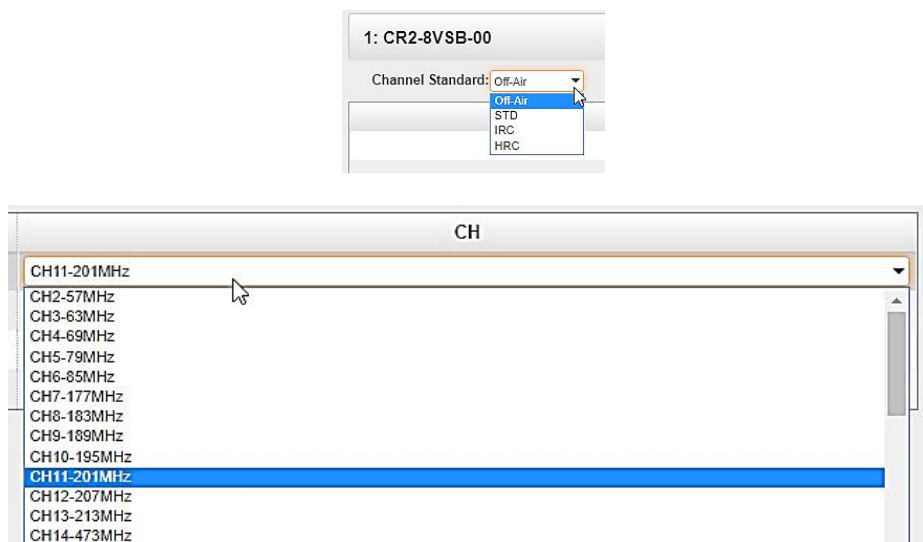 1: CR2-8VSB-00
Channel Standard: Off-Air
Off-Air
STD
IRC
HRC
CH
CH11-201MHz
CH2-57MHz
CH3-63MHz
CH4-69MHz
CH5-79MHz
CH6-85MHz
CH7-177MHz
CH8-183MHz
CH9-189MHz
CH10-195MHz
CH11-201MHz
CH12-207MHz
CH13-213MHz
CH14-473MHz